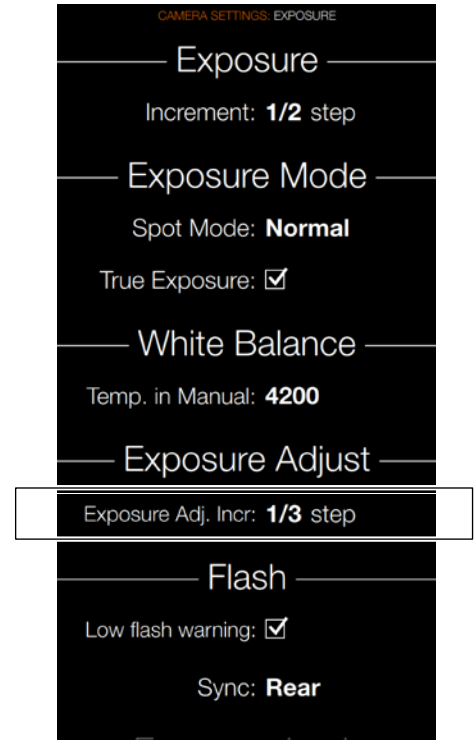 CAMERA SETTINGS: EXPOSURE
Exposure
Increment: 1/2 step
Exposure Mode
Spot Mode: Normal
True Exposure:
White Balance
Temp. in Manual: 4200
Exposure Adjust
Exposure Adj. Incr: 1/3 step
Flash
Low flash warning:
Sync: Rear